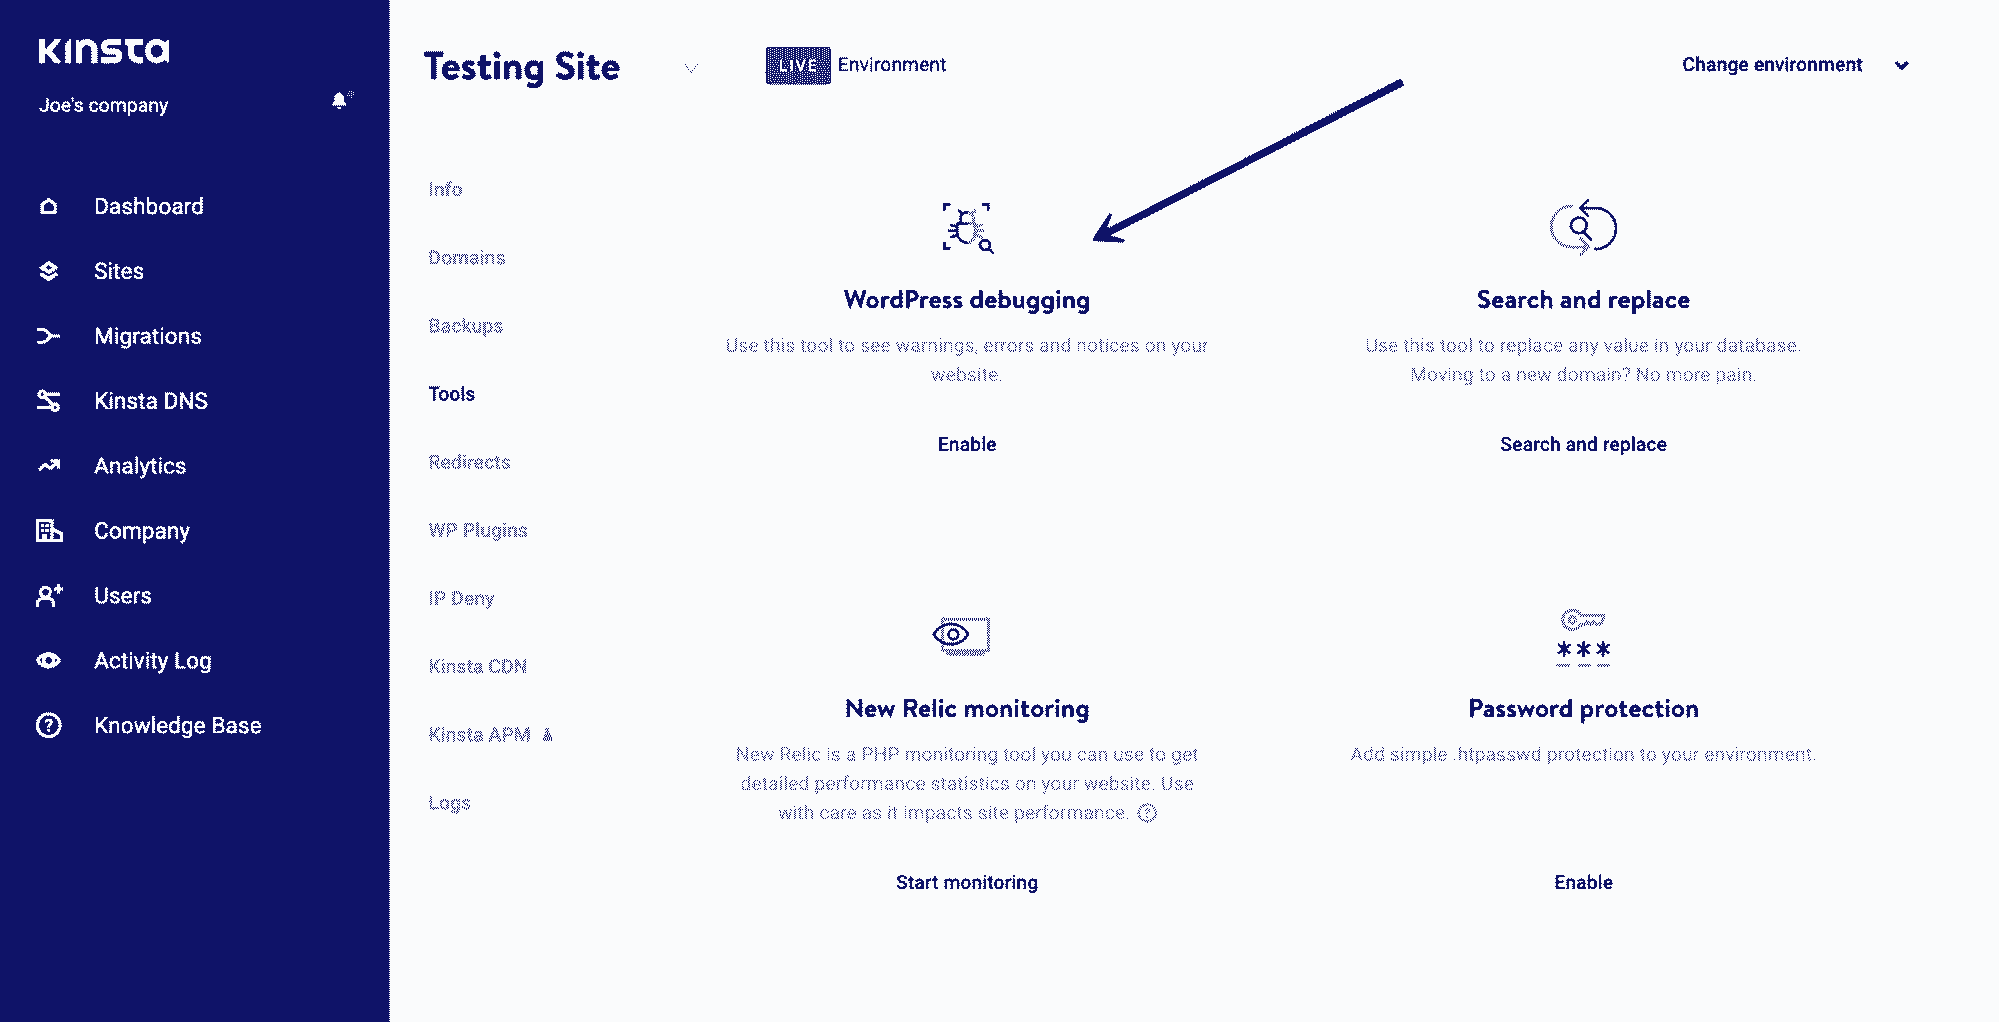 Kinsta
Joe's company
Dashboard
Sites
Migrations
Kinsta DNS
Analytics
Company
Users
Activity Log
Knowledge Base
Testing Site
LIVE Environment
Change environment
Info
Domains
Backups
Tools
Redirects
WP Plugins
IP Deny
Kinsta CDN
Kinsta APM
Logs
WordPress debugging
Use this tool to see warnings, errors and notices on your
website.
Enable
Search and replace
Use this tool to replace any value in your database.
Moving to a new domain? No more pain.
Search and replace
New Relic monitoring
New Relic is a PHP monitoring tool you can use to get
detailed performance statistics on your website. Use
with care as it impacts site performance. ?
Start monitoring
***
Password protection
Add simple .htpasswd protection to your environment.
Enable